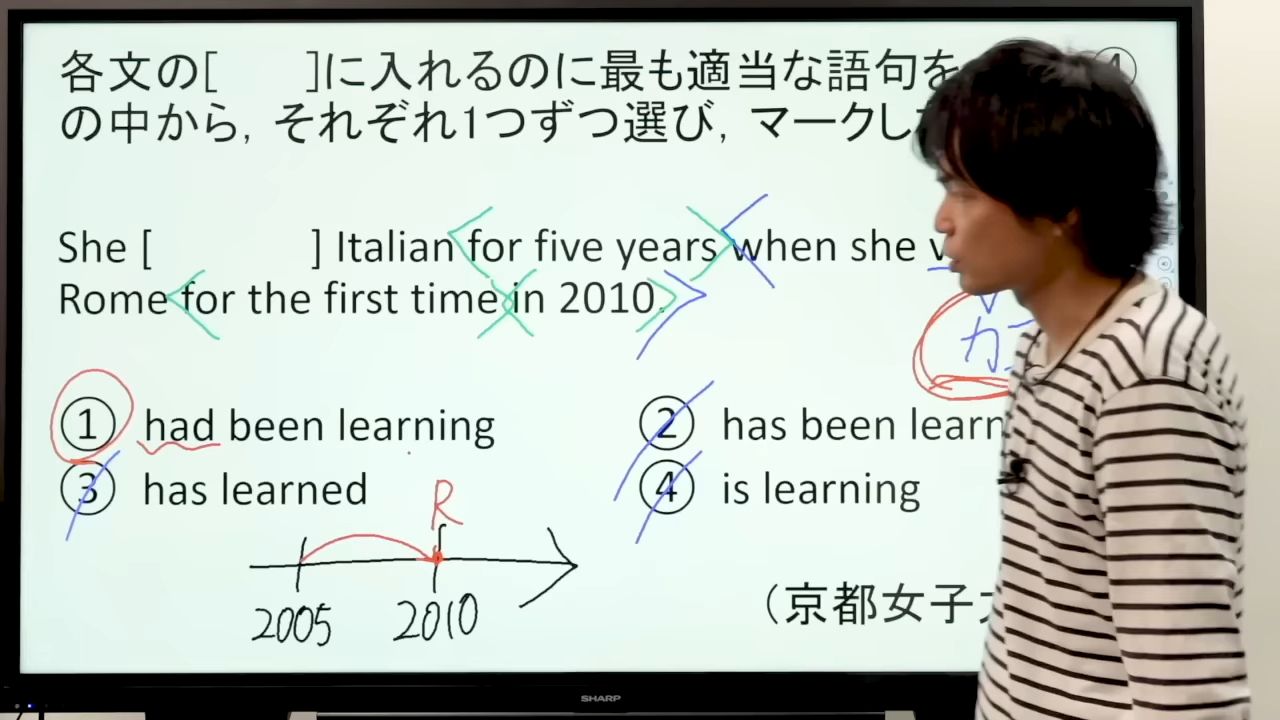 各文の[ ]に入れるのに最も適当な語句を ④
の中から, それぞれ1つずつ選び, マークし
She [ ] Italian for five years when she
Rome for the first time in 2010.
① had been learning ② has been learn
③ has learned ④ is learning
R
2005 2010
(京都女子
SHARP